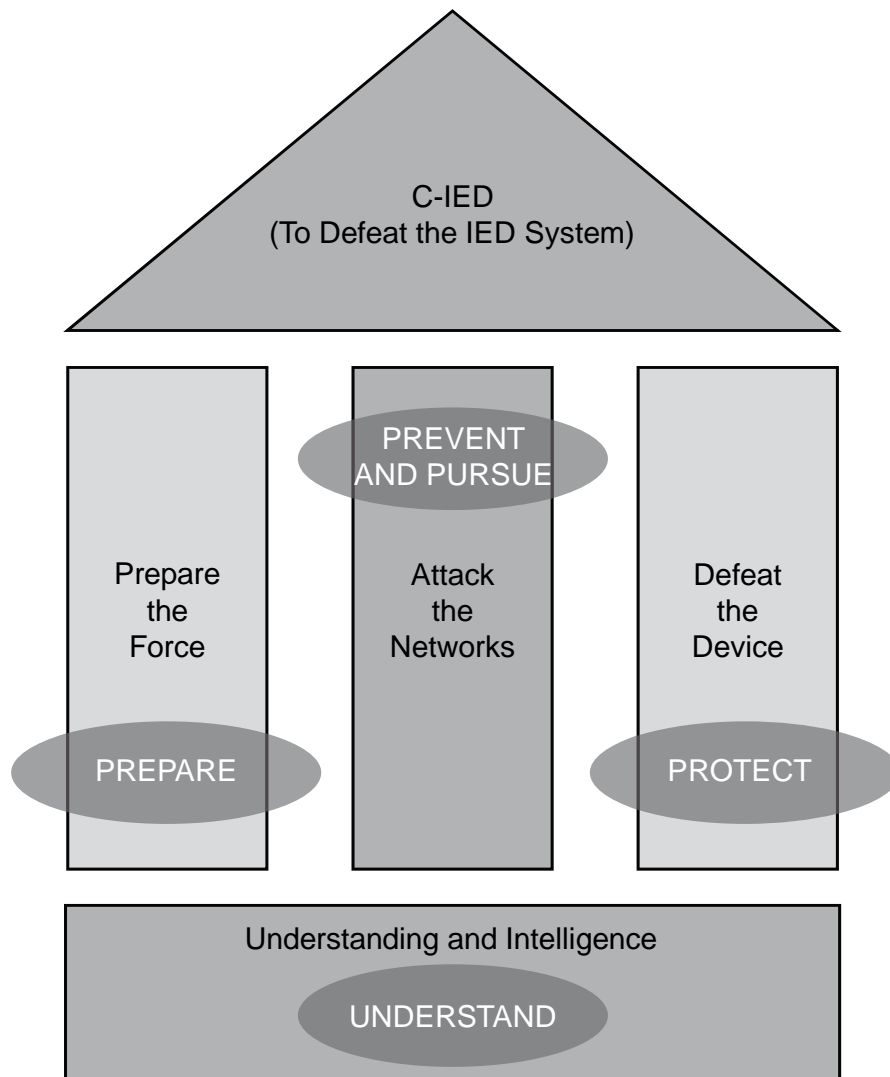 C-IED
(To Defeat the IED System)
PREVENT
AND PURSUE
Prepare
the
Force
Attack
the
Networks
Defeat
the
Device
PREPARE
PROTECT
Understanding and Intelligence
UNDERSTAND